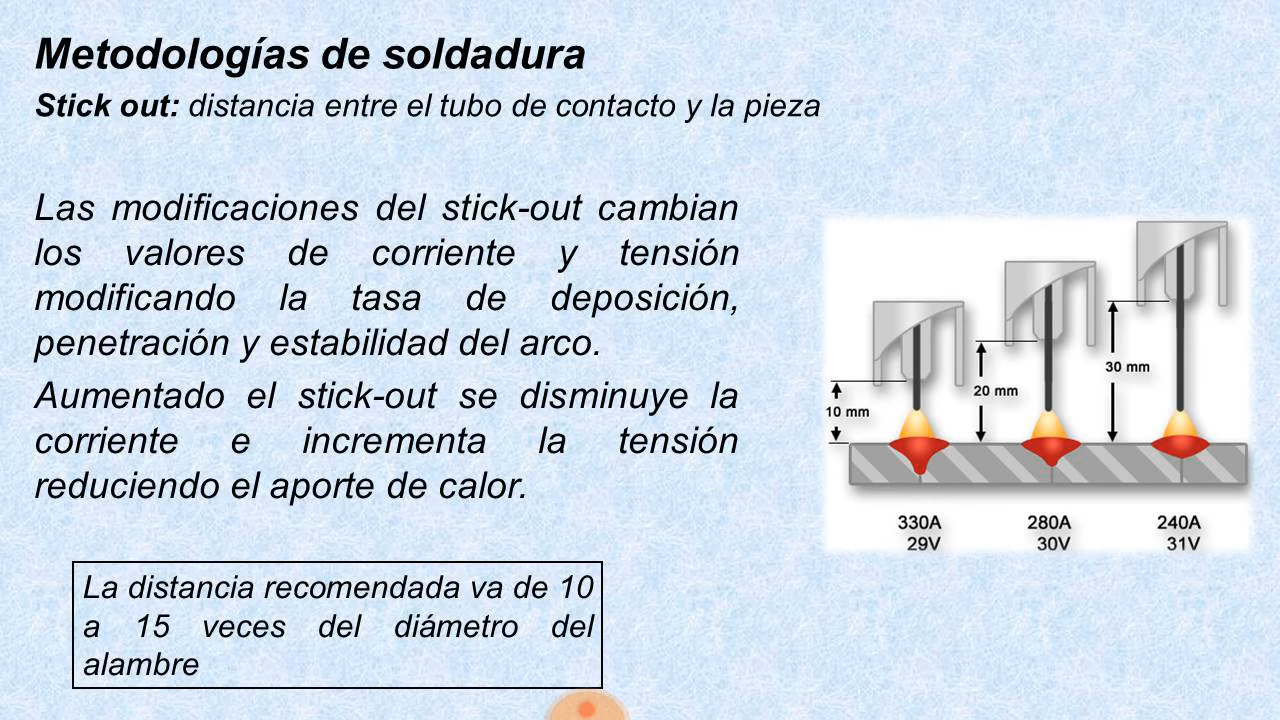 Metodologías de soldadura
Stick out: distancia entre el tubo de contacto y la pieza
Las modificaciones del stick-out cambian
los valores de corriente y tensión
modificando la tasa de deposición,
penetración y estabilidad del arco.
Aumentado el stick-out se disminuye la
corriente e incrementa la tensión
reduciendo el aporte de calor.
La distancia recomendada va de 10
a 15 veces del diámetro del
alambre
10 mm
20 mm
30 mm
330A
29V
280A
30V
240A
31V